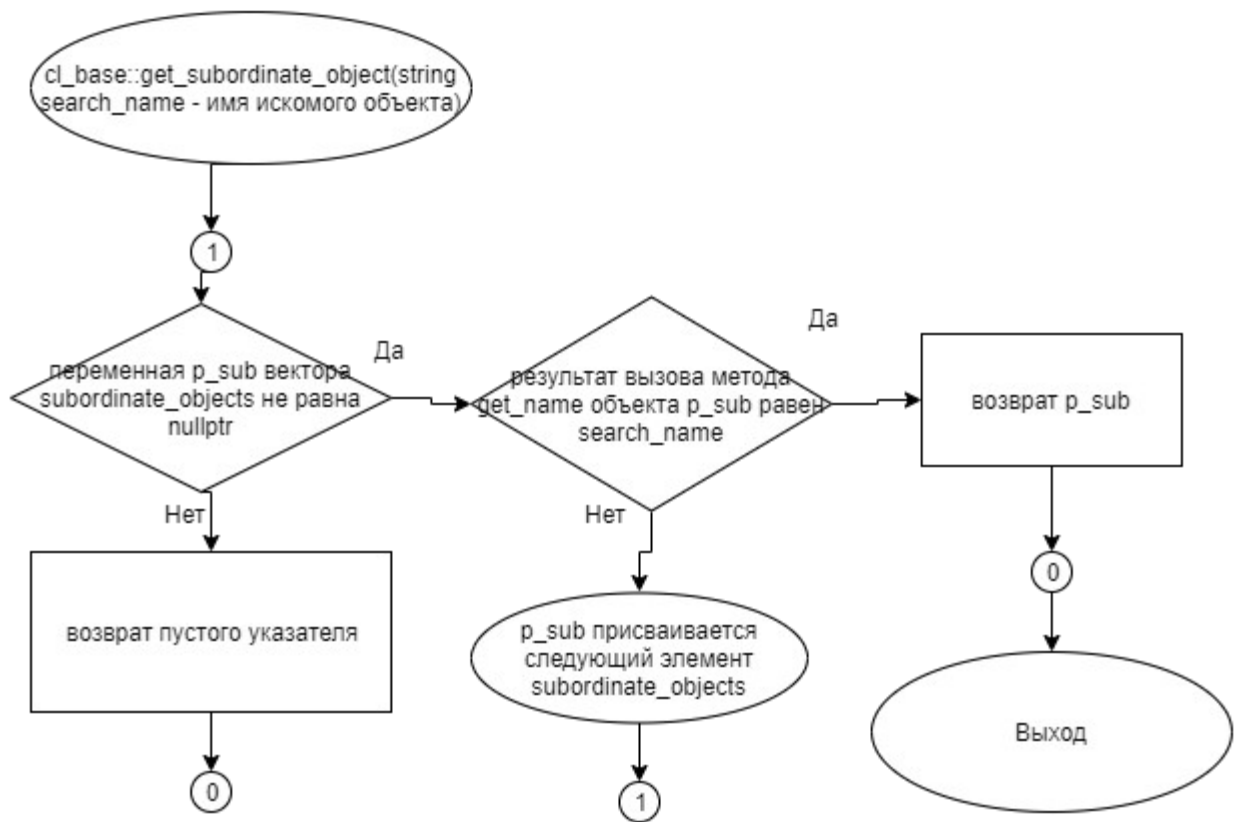 cl_base::get_subordinate_object(string
search_name - имя искомого объекта)
1
переменная p_sub вектора
subordinate_objects не равна
nullptr
Да
результат вызова метода
get_name объекта p_sub равен
search_name
Да
возврат p_sub
Нет
возврат пустого указателя
0
Нет
p_sub присваивается
следующий элемент
subordinate_objects
1
0
Выход